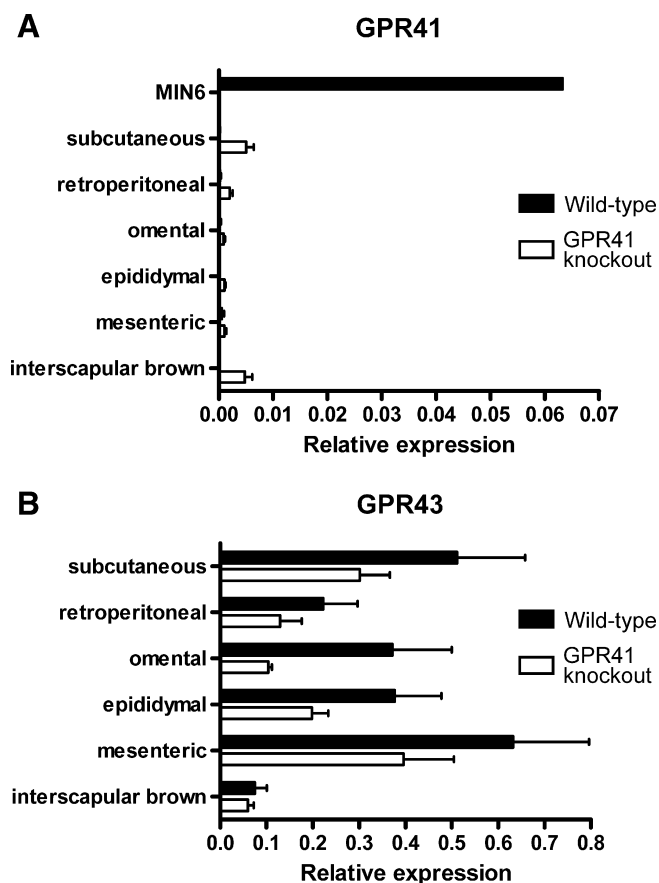 A
GPR41
MIN6
subcutaneous
retroperitoneal
omental
epididymal
mesenteric
interscapular brown
Wild-type
GPR41
knockout
0.00 0.01 0.02 0.03 0.04 0.05 0.06 0.07
Relative expression
B
GPR43
subcutaneous
retroperitoneal
omental
epididymal
mesenteric
interscapular brown
Wild-type
GPR41
knockout
0.0 0.1 0.2 0.3 0.4 0.5 0.6 0.7 0.8
Relative expression